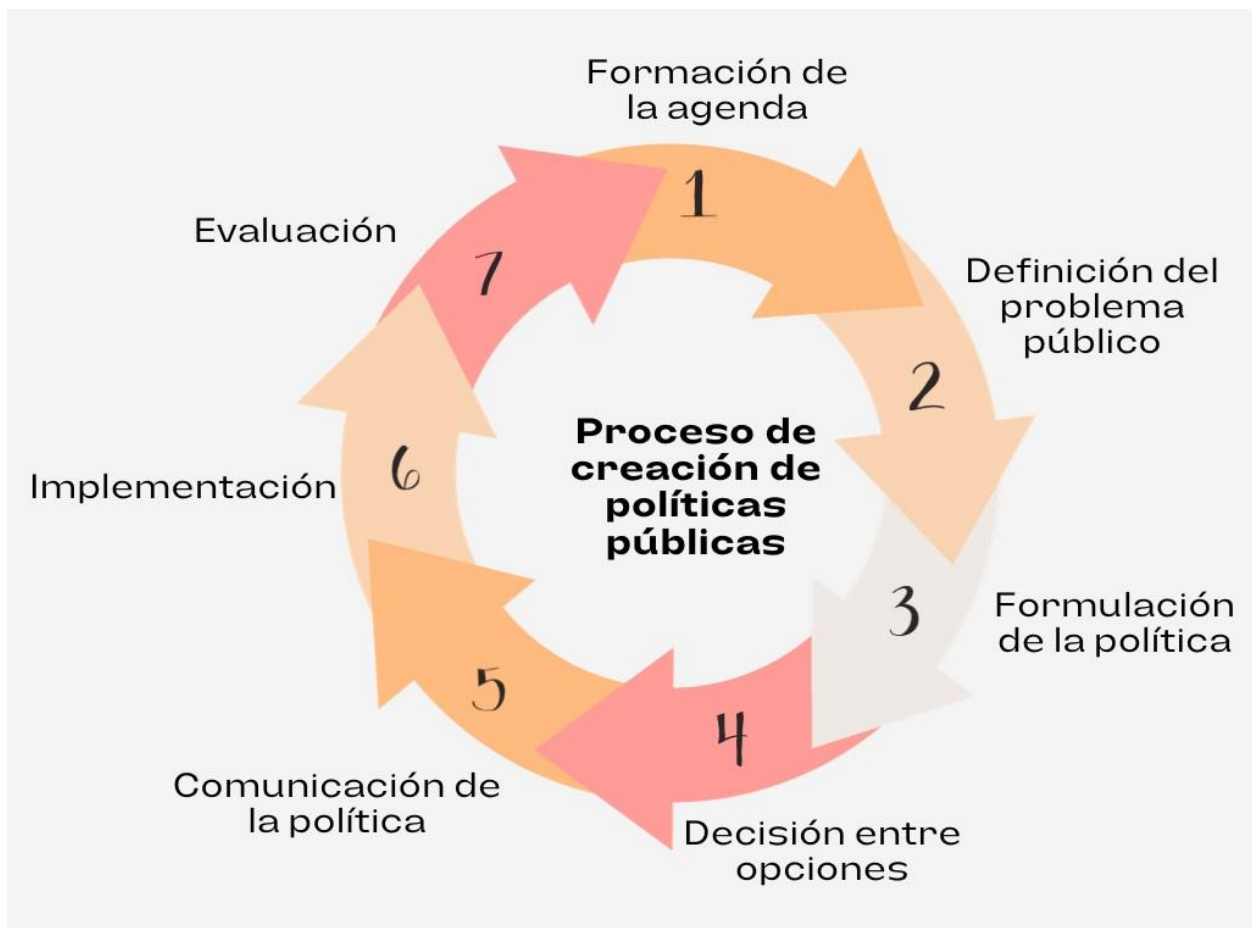 Formación de
la agenda
1
Evaluación
7
Definición del
problema
público
2
Proceso de
creación de
políticas
públicas
6
Implementación
3
Formulación
de la política
5
4
Comunicación de
la política
Decisión entre
opciones